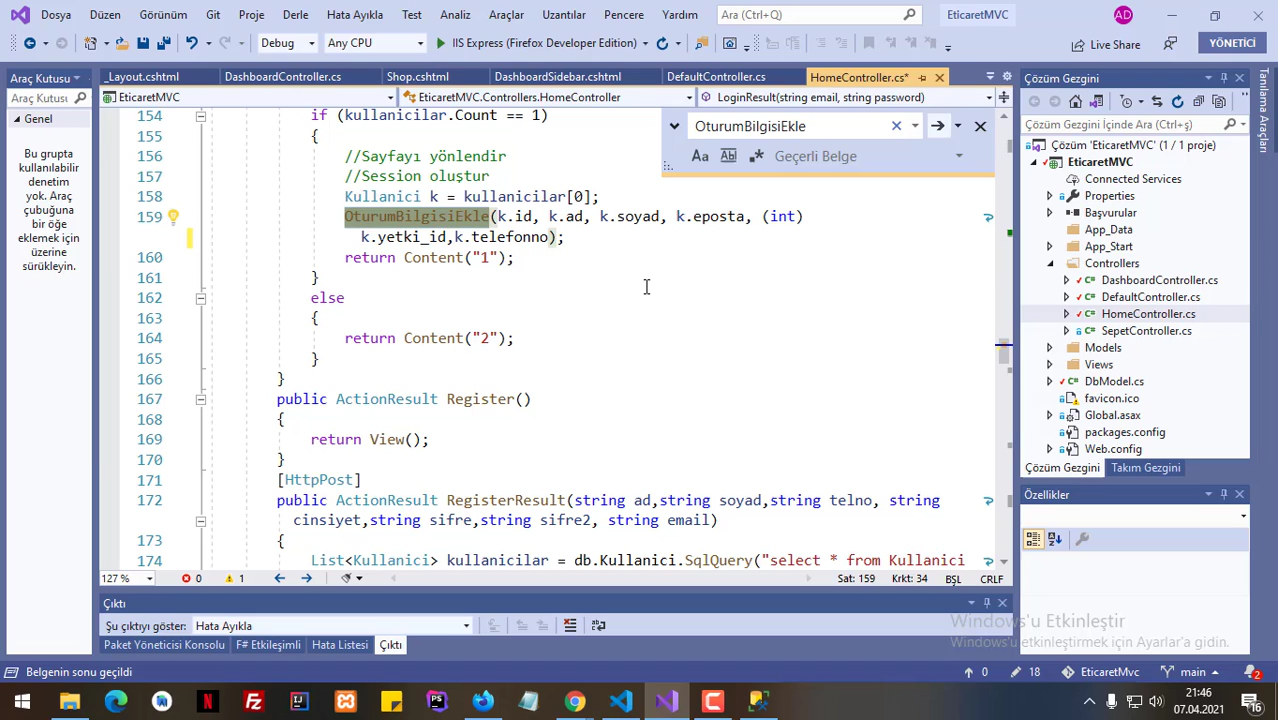 Dosya Düzen Görünüm Git Proje Derle Hata Ayıkla Test Analiz Araçlar Uzantılar Pencere Yardım Ara (Ctrl+Q) EticaretMVC AD
Debug Any CPU IIS Express (Firefox Developer Edition) Live Share YÖNETİCİ
Araç Kutusu
Araç Kutusu
Genel
Bu grupta
kullanılabilir
denetim
yok. Araç
çubuğuna
bir öğe
eklemek için
üzerine
sürükleyin.
_Layout.cshtml DashboardController.cs Shop.cshtml DashboardSidebar.cshtml DefaultController.cs HomeController.cs*
EticaretMVC EticaretMVC.Controllers.HomeController LoginResult(string email, string password)
OturumBilgisiEkle
Aa Ab Geçerli Belge
154 if (kullanicilar.Count == 1)
155 {
156 //Sayfayı yönlendir
157 //Session oluştur
158 Kullanici k = kullanicilar[0];
159 OturumBilgisiEkle(k.id, k.ad, k.soyad, k.eposta, (int)
k.yetki_id,k.telefonno);
160 return Content("1");
161 }
162 else
163 {
164 return Content("2");
165 }
166 }
167 public ActionResult Register()
168 {
169 return View();
170 }
171 [HttpPost]
172 public ActionResult RegisterResult(string ad,string soyad,string telno, string
cinsiyet,string sifre,string sifre2, string email)
173 {
174 List<Kullanici> kullanicilar = db.Kullanici.SqlQuery("select * from Kullanici
127 % 0 1 Sat: 159 Krkt: 34 BŞL CRLF
Çıktı
Şu çıktıyı göster: Hata Ayıkla
Paket Yöneticisi Konsolu F# Etkileşimli Hata Listesi Çıktı
Çözüm Gezgini
Çözüm Gezgini İçinde Ara (Ctrl+ş)
Çözüm 'EticaretMVC' (1 / 1 proje)
EticaretMVC
Connected Services
Properties
Başvurular
App_Data
App_Start
Controllers
DashboardController.cs
DefaultController.cs
HomeController.cs
SepetController.cs
Models
Views
DbModel.cs
favicon.ico
Global.asax
packages.config
Web.config
Çözüm Gezgini Takım Gezgini
Özellikler
Tanılama Araçları
Windows'u Etkinleştir
Windows'u etkinleştirmek için Ayarlar'a gidin.
Belgenin sonu geçildi 0 18 EticaretMvc main 2
21:46
07.04.2021
16